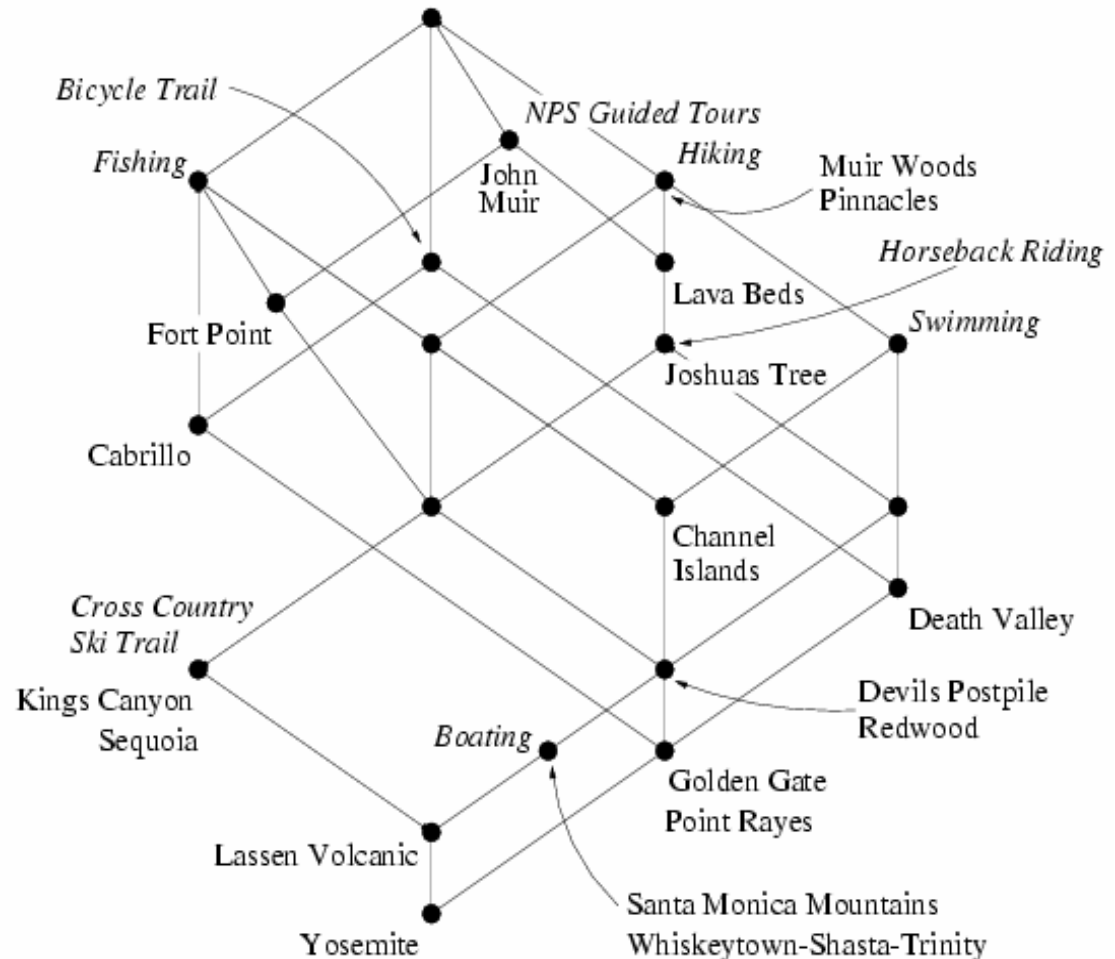 Bicycle Trail
NPS Guided Tours
Fishing
Hiking
John
Muir
Muir Woods
Pinnacles
Horseback Riding
Lava Beds
Fort Point
Swimming
Joshuas Tree
Cabrillo
Channel
Islands
Cross Country
Ski Trail
Death Valley
Kings Canyon
Sequoia
Devils Postpile
Redwood
Boating
Golden Gate
Point Rayes
Lassen Volcanic
Santa Monica Mountains
Whiskeytown-Shasta-Trinity
Yosemite